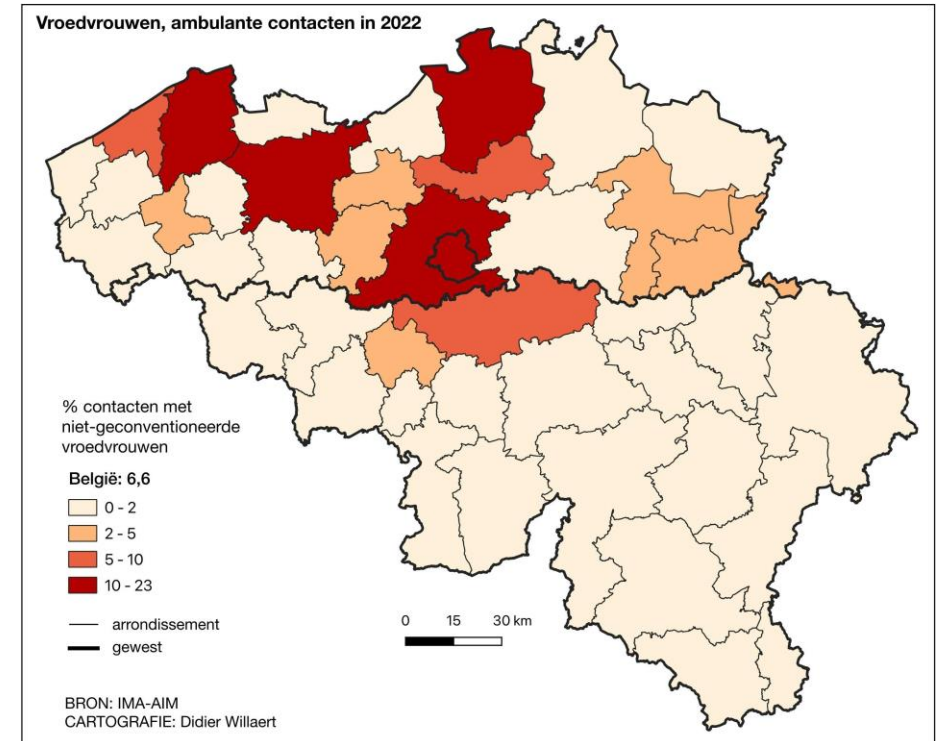 Vroedvrouwen, ambulante contacten in 2022
% contacten met
niet-geconventioneerde
vroedvrouwen
België: 6,6
0 - 2
2 - 5
5 - 10
10 - 23
arrondissement
gewest
0 15 30 km
BRON: IMA-AIM
CARTOGRAFIE: Didier Willaert